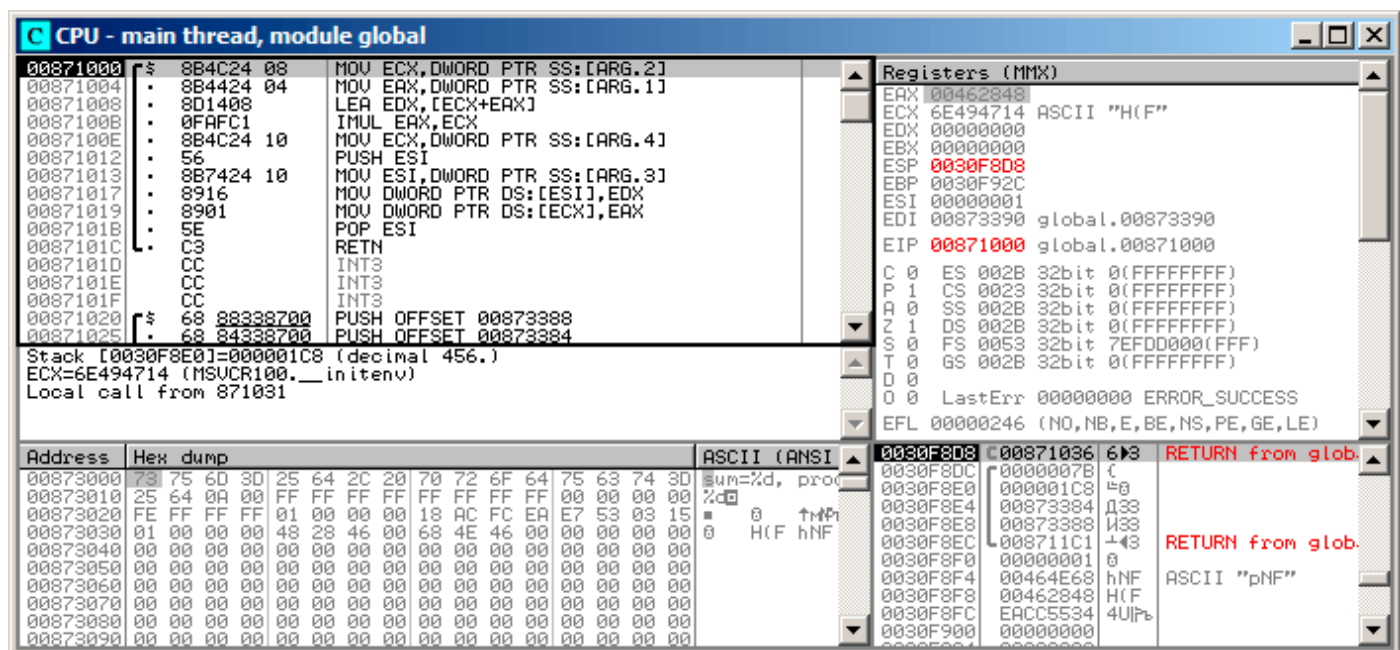 C CPU - main thread, module global
00871000 $ 8B4C24 08 MOV ECX,DWORD PTR SS:[ARG.2]
00871004 . 8B4424 04 MOV EAX,DWORD PTR SS:[ARG.1]
00871008 . 8D1408 LEA EDX,[ECX+EAX]
0087100B . 0FAFC1 IMUL EAX,ECX
0087100E . 8B4C24 10 MOV ECX,DWORD PTR SS:[ARG.4]
00871012 . 56 PUSH ESI
00871013 . 8B7424 10 MOV ESI,DWORD PTR SS:[ARG.3]
00871017 . 8916 MOV DWORD PTR DS:[ESI],EDX
00871019 . 8901 MOV DWORD PTR DS:[ECX],EAX
0087101B . 5E POP ESI
0087101C . C3 RETN
0087101D CC INT3
0087101E CC INT3
0087101F CC INT3
00871020 $ 68 88338700 PUSH OFFSET 00873388
00871025 . 68 84338700 PUSH OFFSET 00873384
Stack [0030F8E0]=000001C8 (decimal 456.)
ECX=6E494714 (MSVCR100.__initenv)
Local call from 871031
Registers (MMX)
EAX 00462848
ECX 6E494714 ASCII "H(F"
EDX 00000000
EBX 00000000
ESP 0030F8D8
EBP 0030F92C
ESI 00000001
EDI 00873390 global.00873390
EIP 00871000 global.00871000
C 0 ES 002B 32bit 0(FFFFFFFF)
P 1 CS 0023 32bit 0(FFFFFFFF)
A 0 SS 002B 32bit 0(FFFFFFFF)
Z 1 DS 002B 32bit 0(FFFFFFFF)
S 0 FS 0053 32bit 7EFDD000(FFF)
T 0 GS 002B 32bit 0(FFFFFFFF)
D 0
O 0 LastErr 00000000 ERROR_SUCCESS
EFL 00000246 (NO,NB,E,BE,NS,PE,GE,LE)
Address Hex dump ASCII (ANSI
00873000 73 75 6D 3D 25 64 2C 20 70 72 6F 64 75 63 74 3D sum=%d, proc
00873010 25 64 0A 00 FF FF FF FF FF FF FF FF 00 00 00 00 %d◙
00873020 FE FF FF FF 01 00 00 00 18 AC FC EA E7 53 03 15
00873030 01 00 00 00 48 28 46 00 68 4E 46 00 00 00 00 00 H(F hNF
00873040 00 00 00 00 00 00 00 00 00 00 00 00 00 00 00 00
00873050 00 00 00 00 00 00 00 00 00 00 00 00 00 00 00 00
00873060 00 00 00 00 00 00 00 00 00 00 00 00 00 00 00 00
00873070 00 00 00 00 00 00 00 00 00 00 00 00 00 00 00 00
00873080 00 00 00 00 00 00 00 00 00 00 00 00 00 00 00 00
00873090 00 00 00 00 00 00 00 00 00 00 00 00 00 00 00 00
0030F8D8 00871036 6▶3 RETURN from glob.
0030F8DC 0000007B {
0030F8E0 000001C8
0030F8E4 00873384 Д33
0030F8E8 00873388 И33
0030F8EC 008711C1 ┴◄3 RETURN from glob.
0030F8F0 00000001
0030F8F4 00464E68 hNF ASCII "pNF"
0030F8F8 00462848 H(F
0030F8FC EACC5534
0030F900 00000000